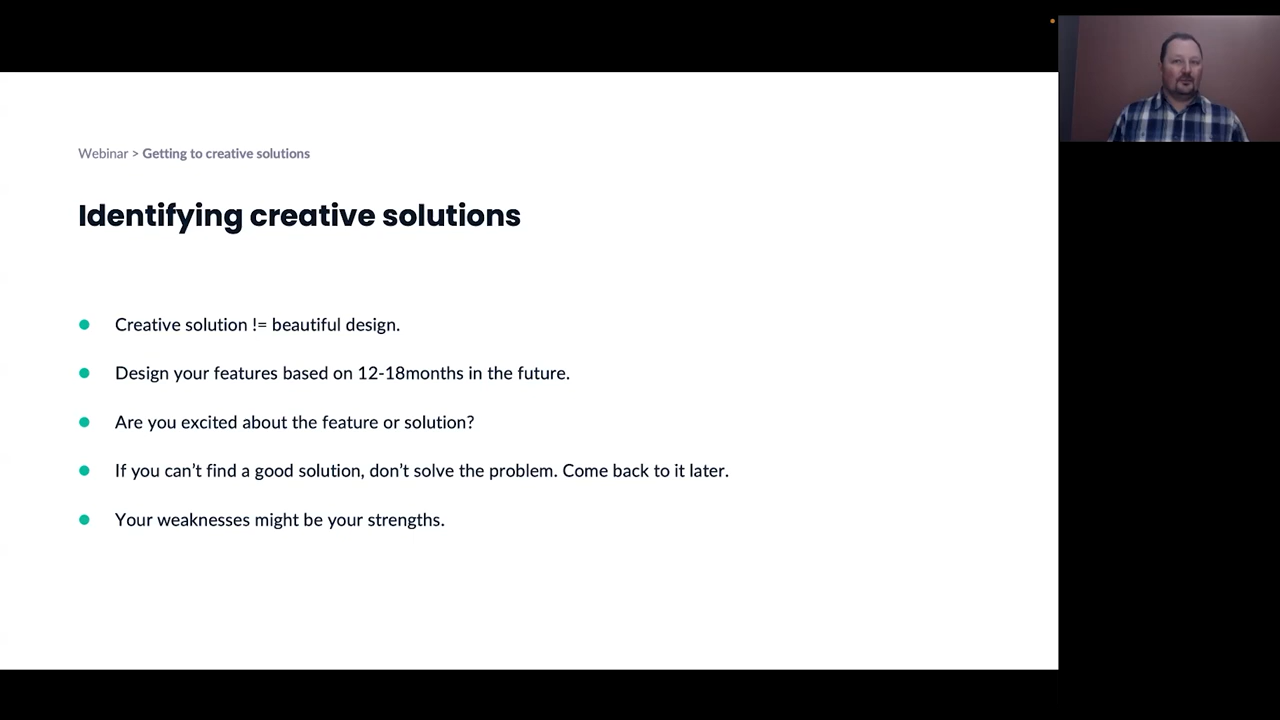 Webinar > Getting to creative solutions
Identifying creative solutions
Creative solution != beautiful design.
Design your features based on 12-18months in the future.
Are you excited about the feature or solution?
If you can’t find a good solution, don’t solve the problem. Come back to it later.
Your weaknesses might be your strengths.